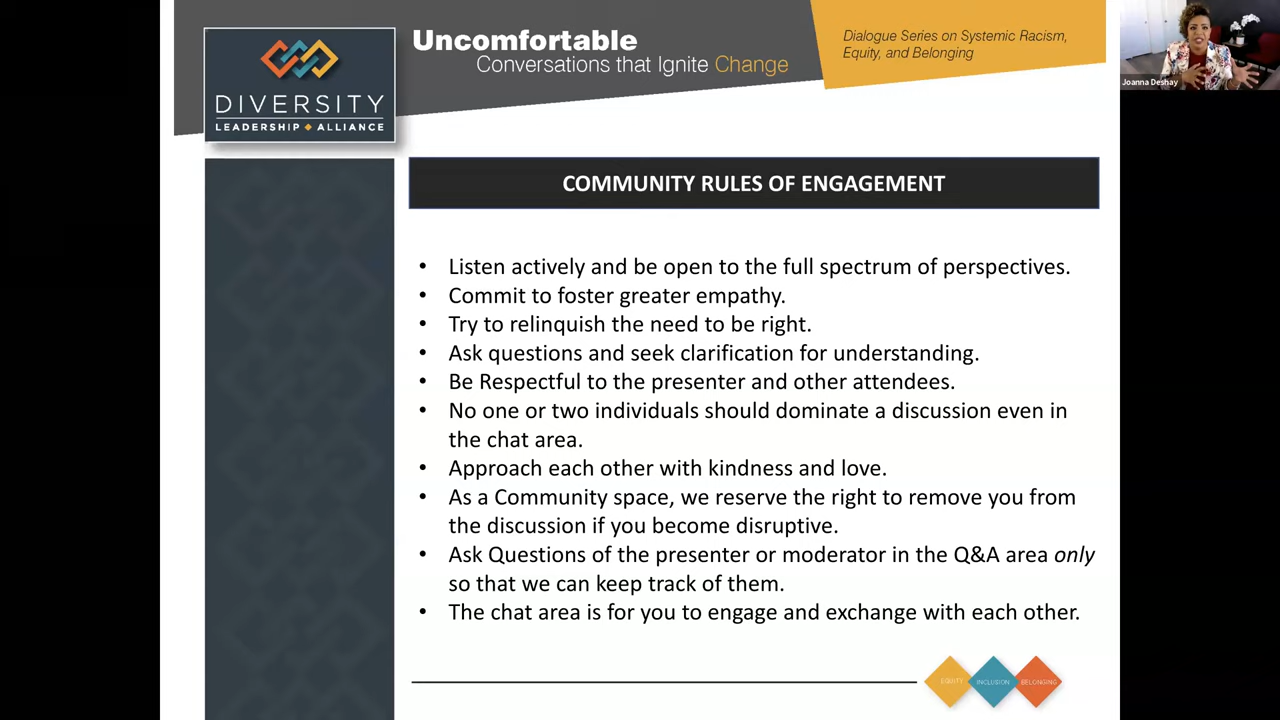 Uncomfortable
Conversations that Ignite Change
Dialogue Series on Systemic Racism,
Equity, and Belonging
Joanna Deshay
DIVERSITY
LEADERSHIP ALLIANCE
COMMUNITY RULES OF ENGAGEMENT
• Listen actively and be open to the full spectrum of perspectives.
• Commit to foster greater empathy.
• Try to relinquish the need to be right.
• Ask questions and seek clarification for understanding.
• Be Respectful to the presenter and other attendees.
• No one or two individuals should dominate a discussion even in
the chat area.
• Approach each other with kindness and love.
• As a Community space, we reserve the right to remove you from
the discussion if you become disruptive.
• Ask Questions of the presenter or moderator in the Q&A area only
so that we can keep track of them.
• The chat area is for you to engage and exchange with each other.
EQUITY INCLUSION BELONGING